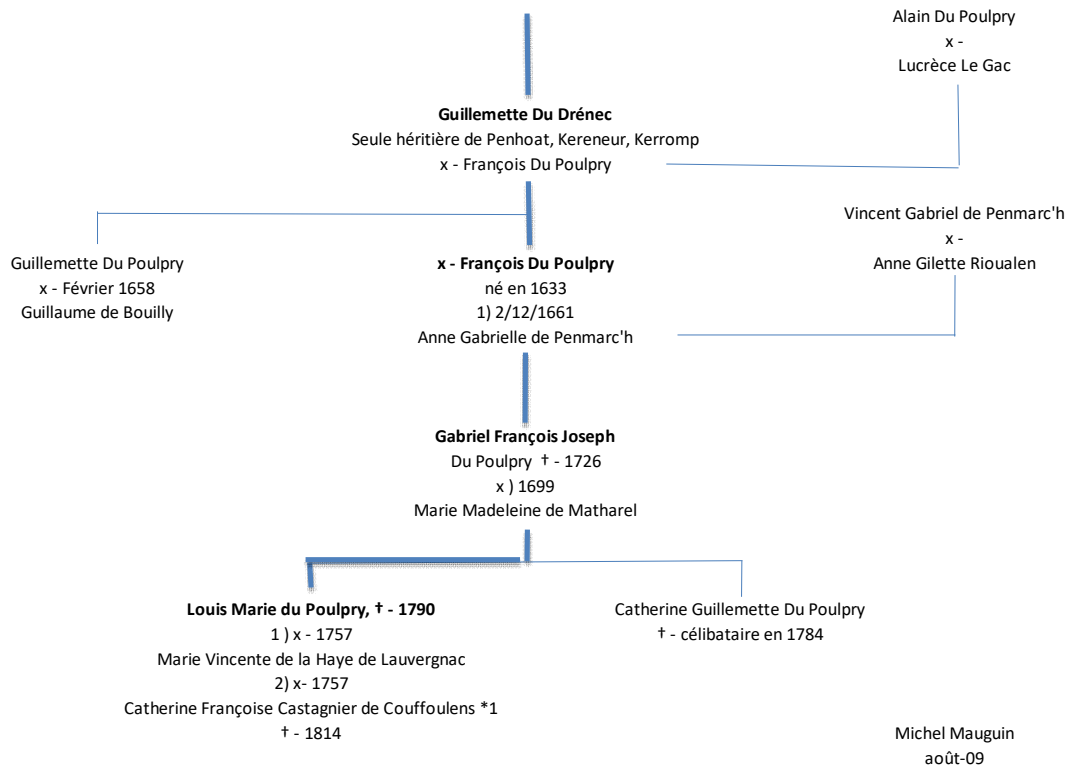 Alain Du Poulpry
x -
Lucrèce Le Gac
Guillemette Du Drénec
Seule héritière de Penhoat, Kereneur, Kerromp
x - François Du Poulpry
Vincent Gabriel de Penmarc'h
x -
Anne Gilette Rioualen
Guillemette Du Poulpry
x - Février 1658
Guillaume de Bouilly
x - François Du Poulpry
né en 1633
1) 2/12/1661
Anne Gabrielle de Penmarc'h
Gabriel François Joseph
Du Poulpry † - 1726
x ) 1699
Marie Madeleine de Matharel
Louis Marie du Poulpry, † - 1790
1 ) x - 1757
Marie Vincente de la Haye de Lauvergnac
2) x- 1757
Catherine Françoise Castagnier de Couffoulens *1
† - 1814
Catherine Guillemette Du Poulpry
† - célibataire en 1784
Michel Mauguin
août-09